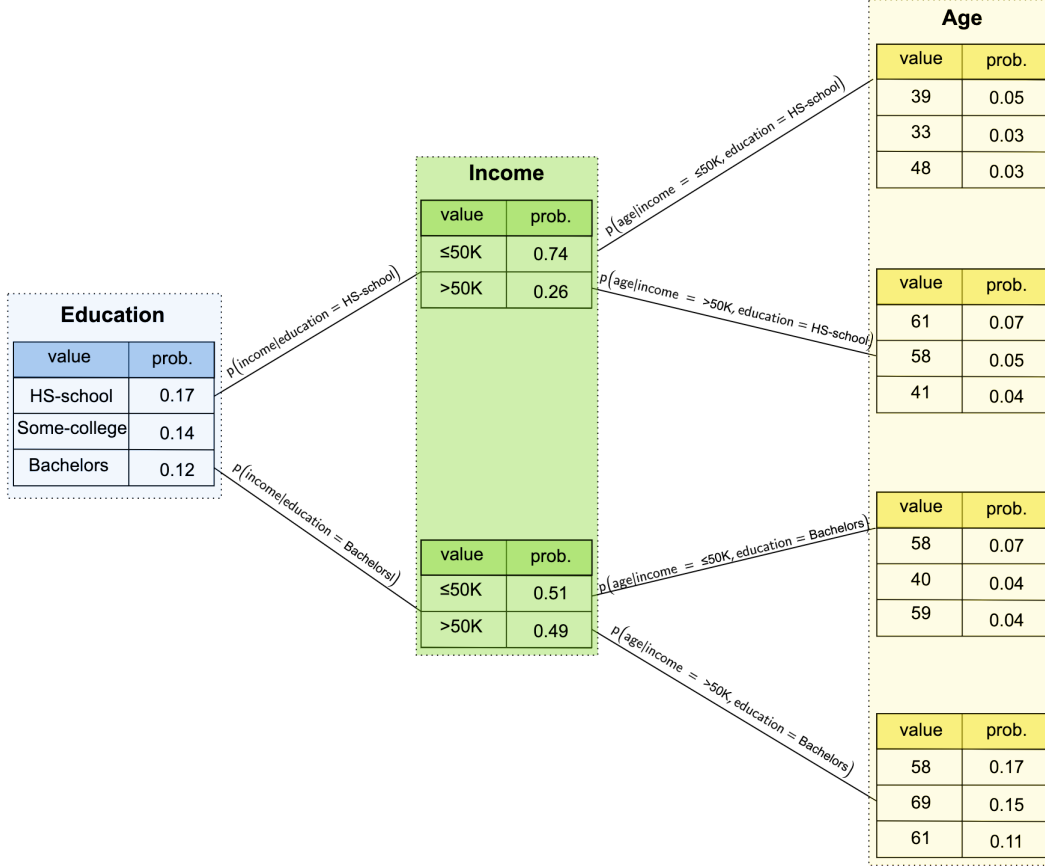 Education
value prob.
HS-school 0.17
Some-college 0.14
Bachelors 0.12
p(income|education = HS-school)
p(income|education = Bachelors|)
Income
value prob.
≤50K 0.74
>50K 0.26
value prob.
≤50K 0.51
>50K 0.49
p(age|income = ≤50K, education = HS-school)
p(age|income = >50K, education = HS-school)
p(age|income = ≤50K, education = Bachelors)
p(age|income = >50K, education = Bachelors)
Age
value prob.
39 0.05
33 0.03
48 0.03
value prob.
61 0.07
58 0.05
41 0.04
value prob.
58 0.07
40 0.04
59 0.04
value prob.
58 0.17
69 0.15
61 0.11